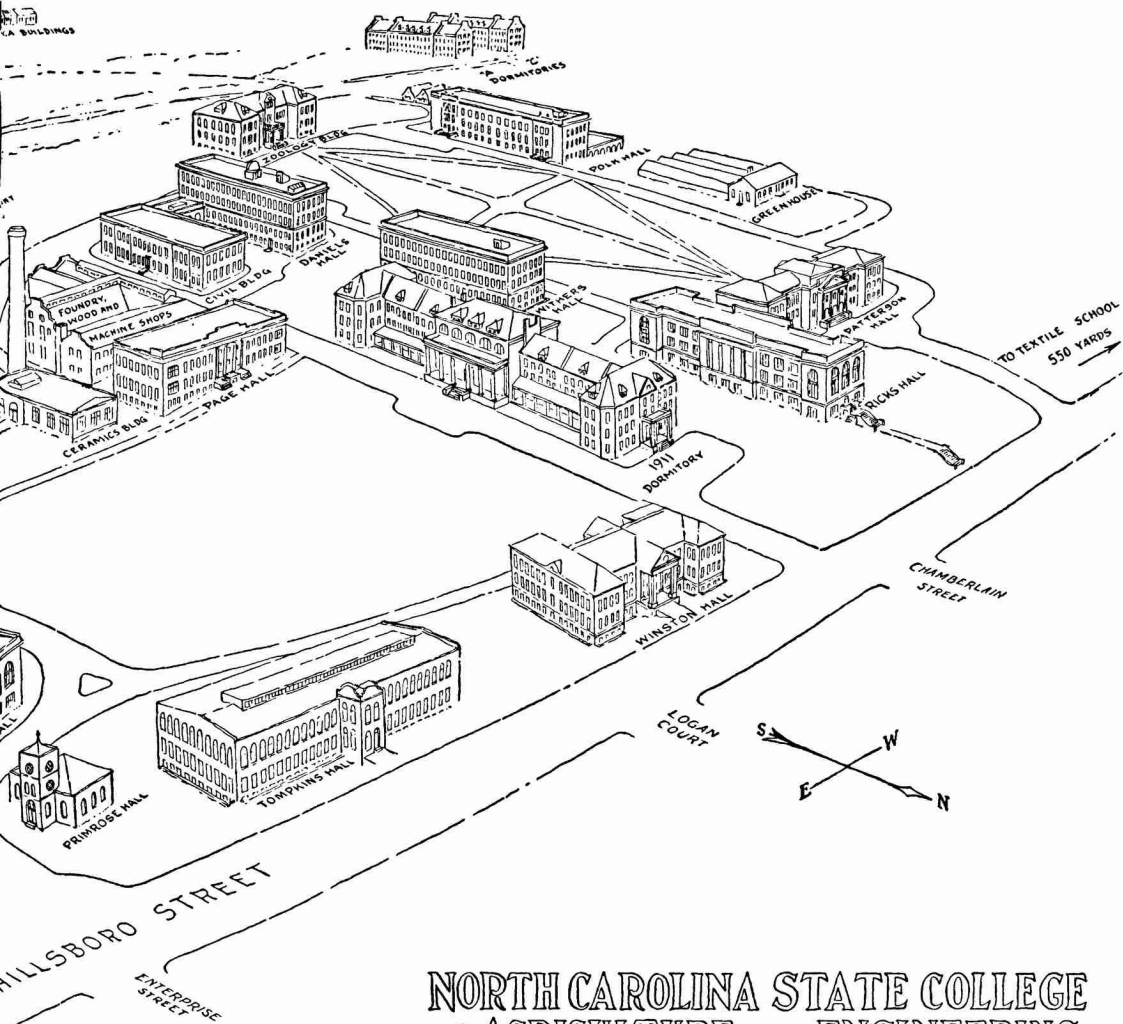 BUILDINGS
"A" "C"
DORMITORIES
ZOOLOGY BLDG
POLK HALL
GREENHOUSE
DANIELS
HALL
CIVIL BLDG
WITHERS
HALL
PATTERSON
HALL
FOUNDRY,
WOOD AND
MACHINE SHOPS
TO TEXTILE SCHOOL
550 YARDS
PAGE HALL
RICKS HALL
CERAMICS BLDG
1911
DORMITORY
CHAMBERLAIN
STREET
WINSTON HALL
LOGAN
COURT
S
W
E
N
TOMPKINS HALL
PRIMROSE HALL
HILLSBORO STREET
ENTERPRISE
STREET
NORTH CAROLINA STATE COLLEGE
AGRICULTURE ENGINEERING